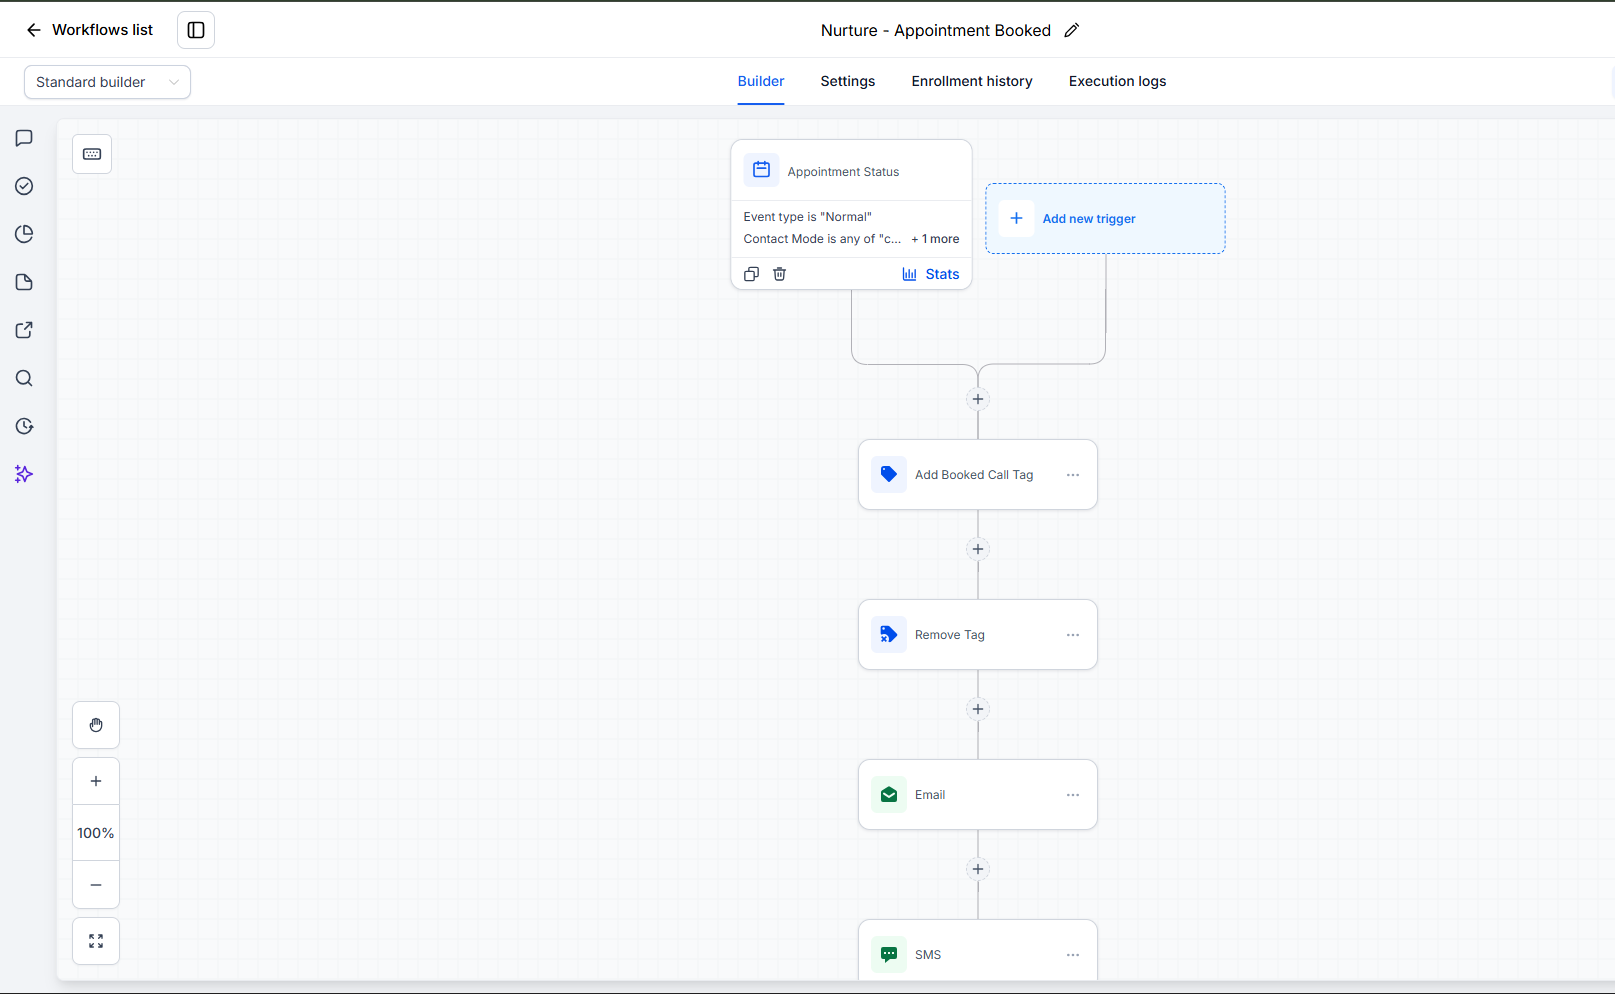 Workflows list
Nurture - Appointment Booked
Standard builder
Builder
Settings
Enrollment history
Execution logs
Appointment Status
Event type is "Normal"
Contact Mode is any of "c... + 1 more
Stats
Add new trigger
Add Booked Call Tag
Remove Tag
Email
100%
SMS